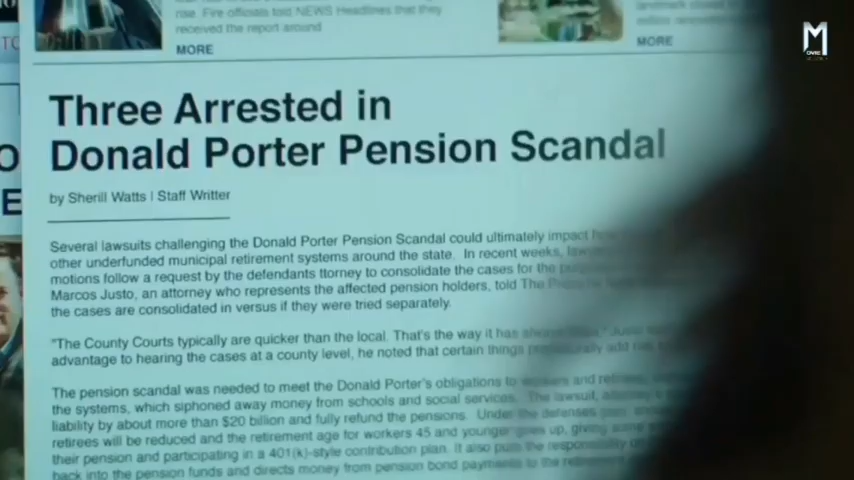 rise. Fire officials told NEWS Headlines that they
received the report around
MORE
MORE
M
Three Arrested in
Donald Porter Pension Scandal
by Sherill Watts | Staff Writter
Several lawsuits challenging the Donald Porter Pension Scandal could ultimately impact
other underfunded municipal retirement systems around the state. In recent weeks,
motions follow a request by the defendants ttorney to consolidate the cases for the
Marcos Justo, an attorney who represents the affected pension holders, told The
the cases are consolidated in versus if they were tried separately.
"The County Courts typically are quicker than the local. That's the way it has
advantage to hearing the cases at a county level, he noted that certain things
The pension scandal was needed to meet the Donald Porter's obligations to workers and
the systems, which siphoned away money from schools and social services. The lawsuit,
liability by about more than $20 billion and fully refund the pensions. Under the defenses
retirees will be reduced and the retirement age for workers 45 and younger goes up, giving
their pension and participating in a 401(k)-style contribution plan. It also puts the responsibility
back into the pension funds and directs money from pension bond payments to the